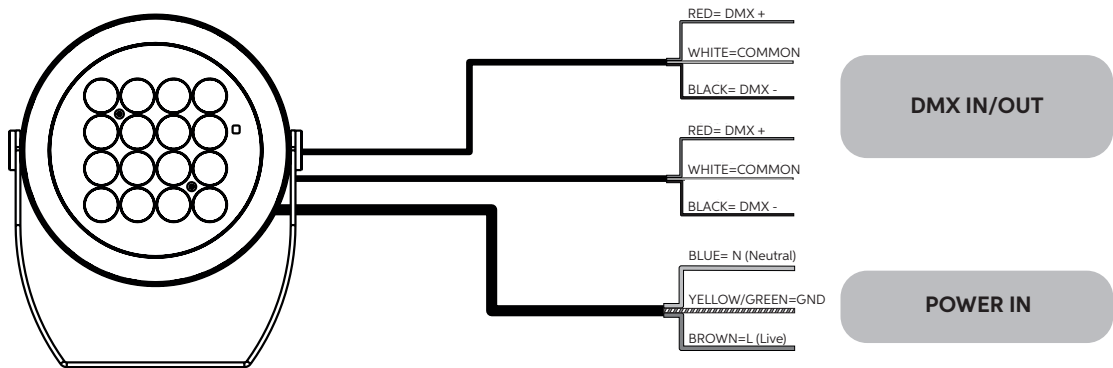 RED= DMX +
WHITE=COMMON
BLACK= DMX -
DMX IN/OUT
RED= DMX +
WHITE=COMMON
BLACK= DMX -
BLUE= N (Neutral)
YELLOW/GREEN=GND
BROWN=L (Live)
POWER IN